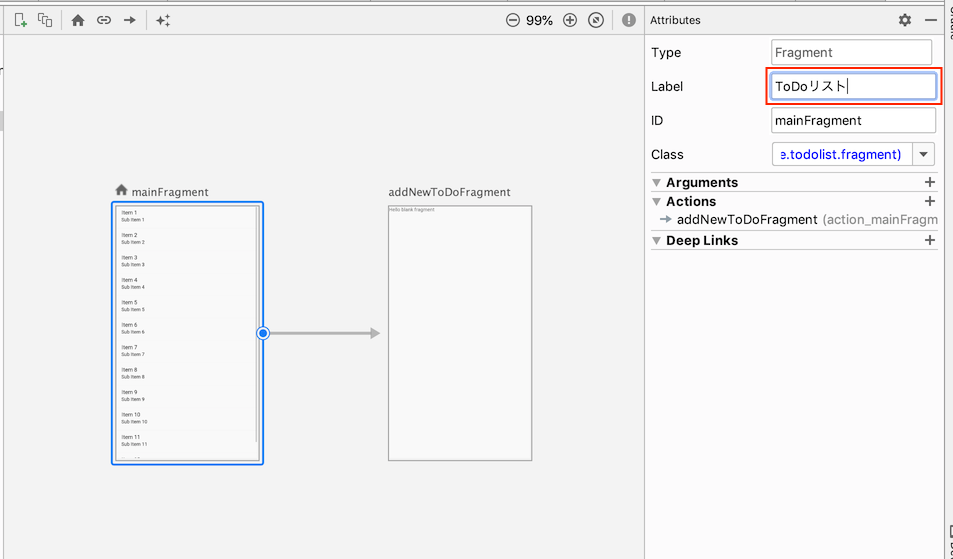 99%
Attributes
Type
Fragment
Label
ToDoリスト
ID
mainFragment
Class
e.todolist.fragment)
Arguments
Actions
addNewToDoFragment (action_mainFragm
Deep Links
mainFragment
Item 1
Sub Item 1
Item 2
Sub Item 2
Item 3
Sub Item 3
Item 4
Sub Item 4
Item 5
Sub Item 5
Item 6
Sub Item 6
Item 7
Sub Item 7
Item 8
Sub Item 8
Item 9
Sub Item 9
Item 10
Sub Item 10
Item 11
Sub Item 11
addNewToDoFragment
Hello blank fragment